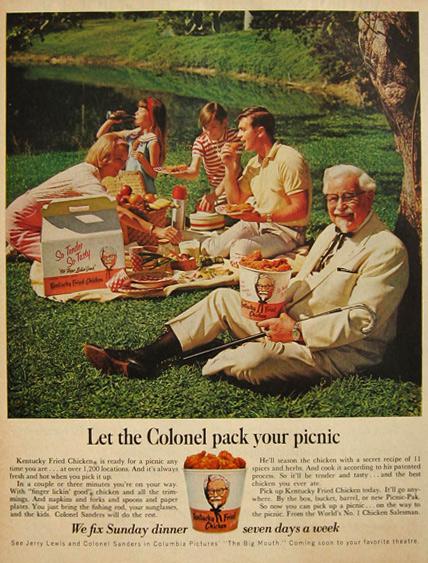 So Tender
So Tasty
Kentucky Fried Chicken
Let the Colonel pack your picnic
Kentucky Fried Chicken® is ready for a picnic any
time you are . . . at over 1,200 locations. And it's always
fresh and hot when you pick it up.
In a couple or three minutes you're on your way.
With "finger lickin' good"® chicken and all the trim-
mings. And napkins and forks and spoons and paper
plates. You just bring the fishing rod, your sunglasses,
and the kids. Colonel Sanders will do the rest.
Kentucky Fried
Chicken
He'll season the chicken with a secret recipe of 11
spices and herbs. And cook it according to his patented
process. So it'll be tender and tasty . . . and the best
chicken you ever ate.
Pick up Kentucky Fried Chicken today. It'll go any-
where. By the box, bucket, barrel, or new Picnic-Pak.
So now you can pick up a picnic . . . on the way to
the picnic. From the World's No. 1 Chicken Salesman.
We fix Sunday dinner seven days a week
See Jerry Lewis and Colonel Sanders in Columbia Pictures' "The Big Mouth." Coming soon to your favorite theatre.